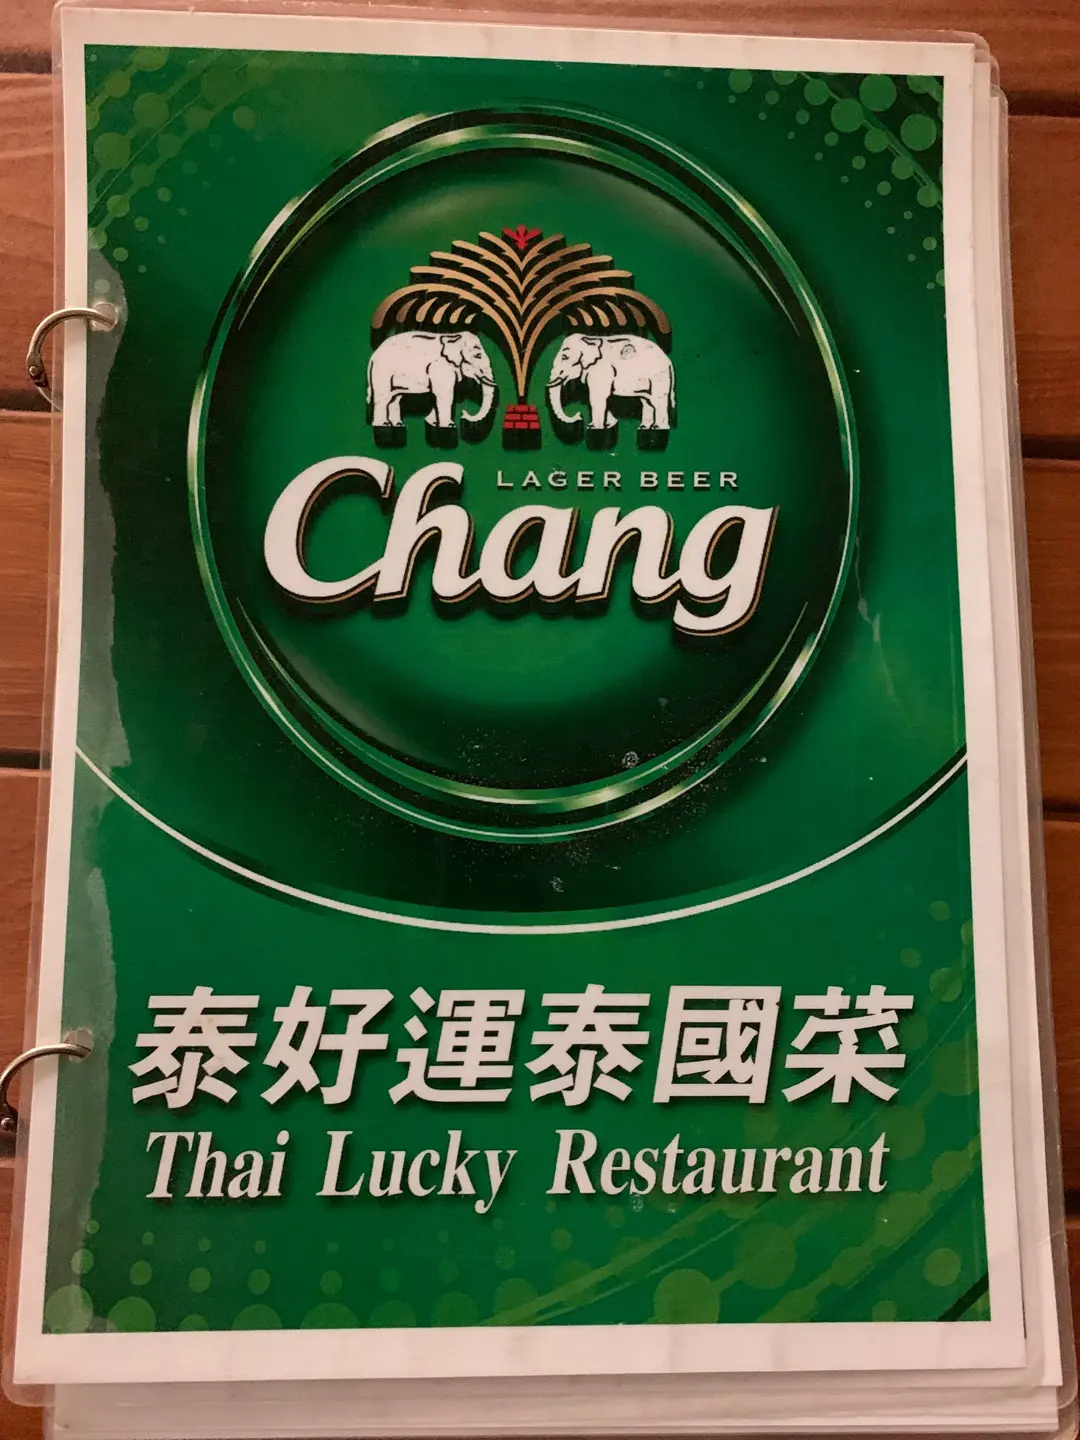 LAGER BEER
Chang
泰好運泰國菜
Thai Lucky Restaurant